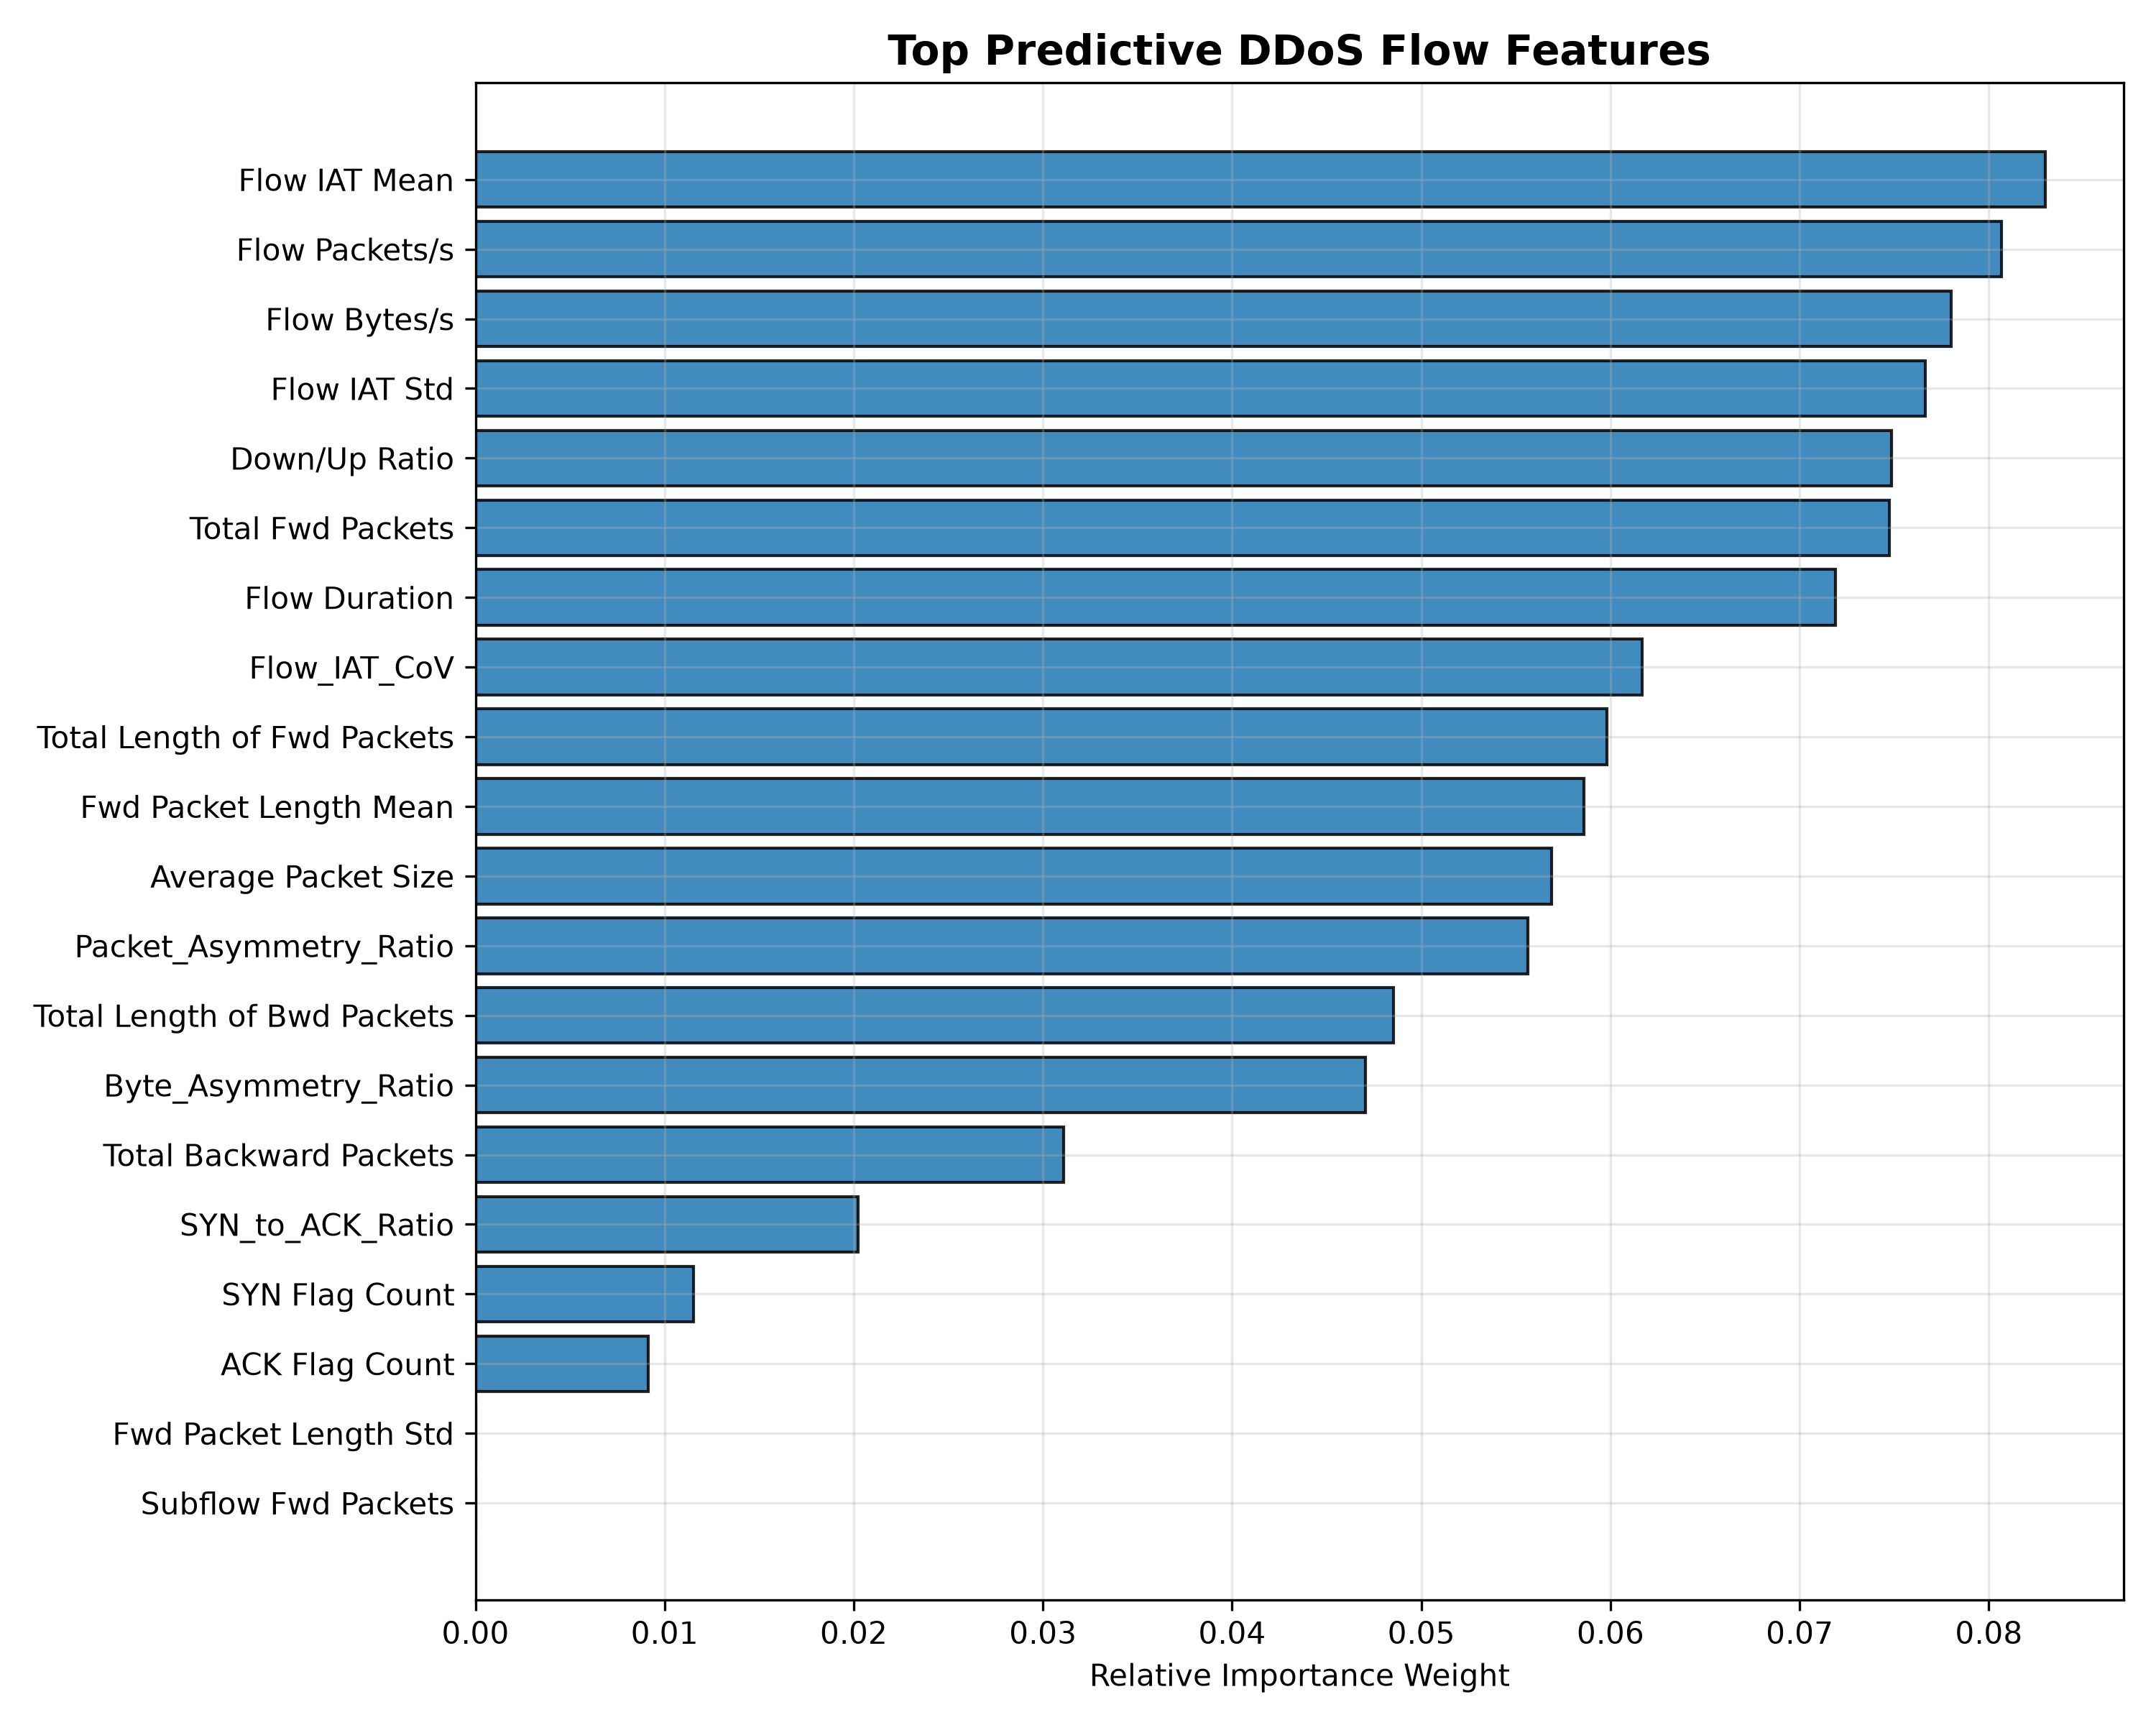 Top Predictive DDoS Flow Features
Flow IAT Mean
Flow Packets/s
Flow Bytes/s
Flow IAT Std
Down/Up Ratio
Total Fwd Packets
Flow Duration
Flow_IAT_CoV
Total Length of Fwd Packets
Fwd Packet Length Mean
Average Packet Size
Packet_Asymmetry_Ratio
Total Length of Bwd Packets
Byte_Asymmetry_Ratio
Total Backward Packets
SYN_to_ACK_Ratio
SYN Flag Count
ACK Flag Count
Fwd Packet Length Std
Subflow Fwd Packets
0.00 0.01 0.02 0.03 0.04 0.05 0.06 0.07 0.08
Relative Importance Weight